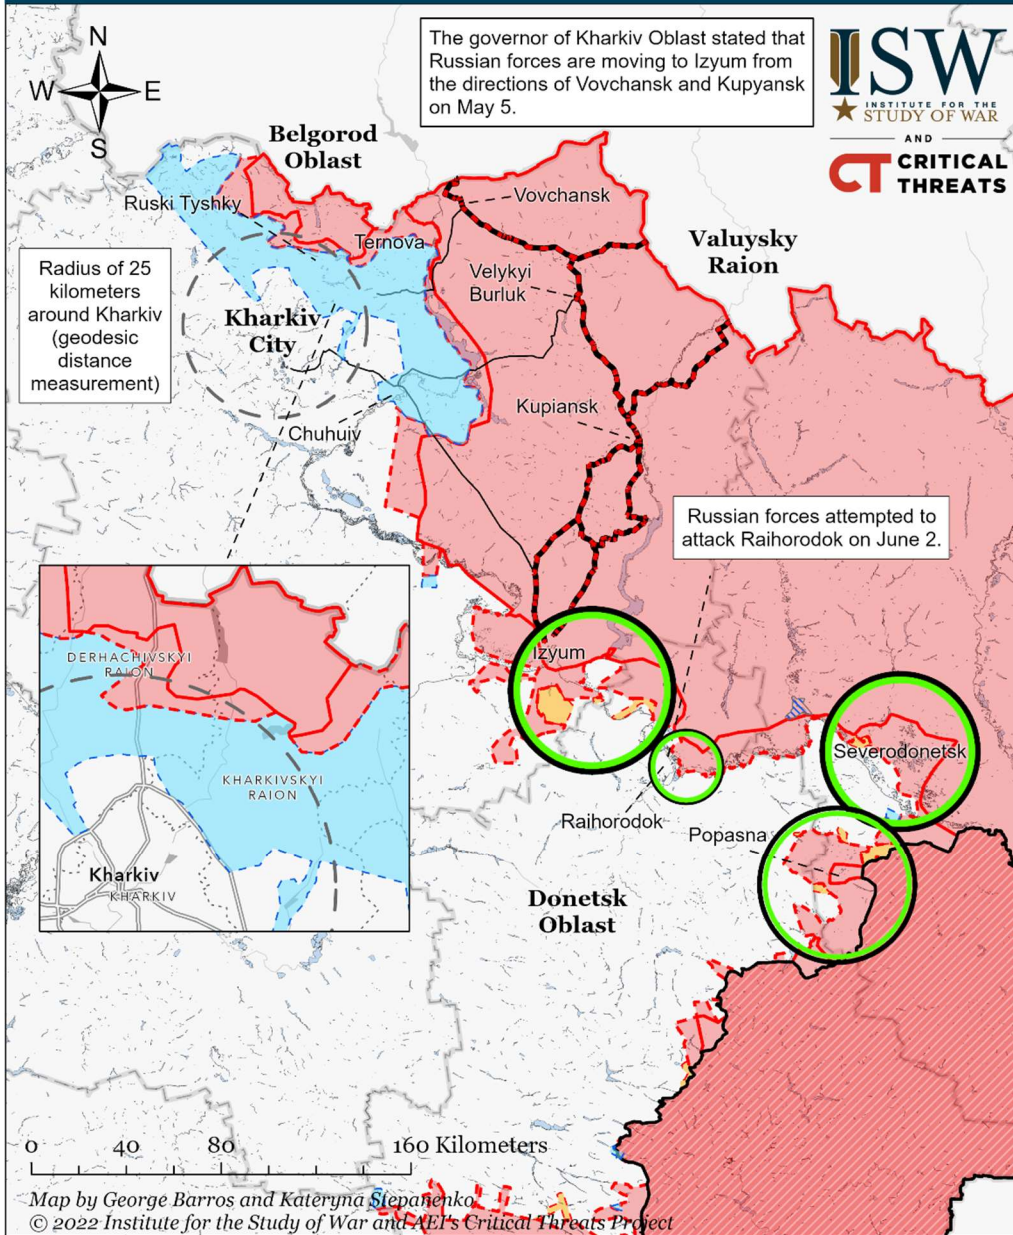 N
W E
S
The governor of Kharkiv Oblast stated that
Russian forces are moving to Izyum from
the directions of Vovchansk and Kupyansk
on May 5.
ISW
INSTITUTE FOR THE
STUDY OF WAR
AND
CT CRITICAL
THREATS
Belgorod
Oblast
Ruski Tyshky
Ternova
Vovchansk
Valuysky
Raion
Velykyi
Burluk
Radius of 25
kilometers
around Kharkiv
(geodesic
distance
measurement)
Kharkiv
City
Kupiansk
Chuhuiv
Russian forces attempted to
attack Raihorodok on June 2.
DERHACHIVSKYI
RAION
KHARKIVSKYI
RAION
Kharkiv
KHARKIV
Izyum
Severodonetsk
Raihorodok
Popasna
Donetsk
Oblast
0 40 80 160 Kilometers
Map by George Barros and Kateryna Stepanenko
© 2022 Institute for the Study of War and AEI's Critical Threats Project